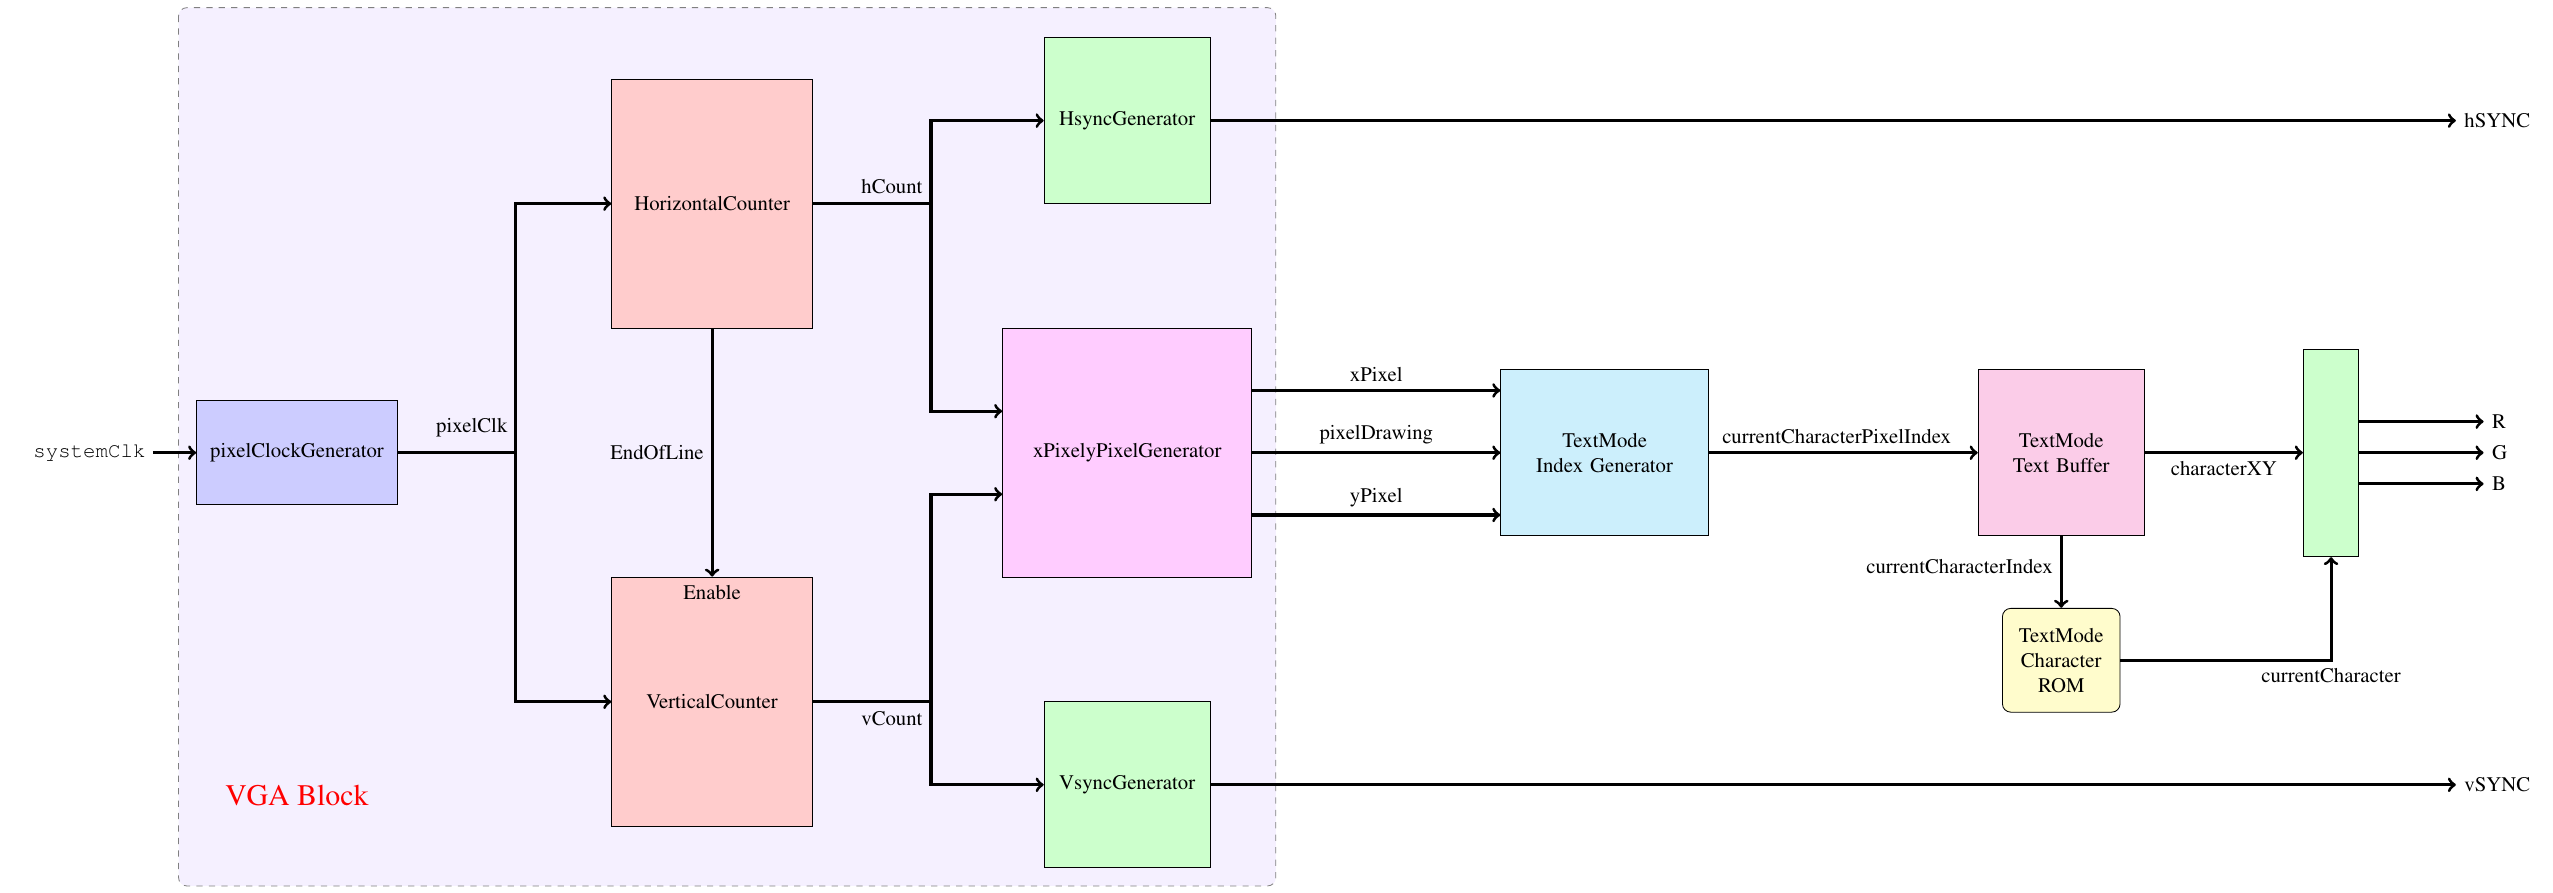 HsyncGenerator
hSYNC
hCount
HorizontalCounter
xPixel
pixelClk
pixelDrawing
R
systemClk
pixelClockGenerator
EndOfLine
xPixelyPixelGenerator
TextMode
Index Generator
currentCharacterPixelIndex
TextMode
Text Buffer
characterXY
G
B
yPixel
currentCharacterIndex
Enable
TextMode
Character
ROM
currentCharacter
VerticalCounter
vCount
VGA Block
VsyncGenerator
vSYNC